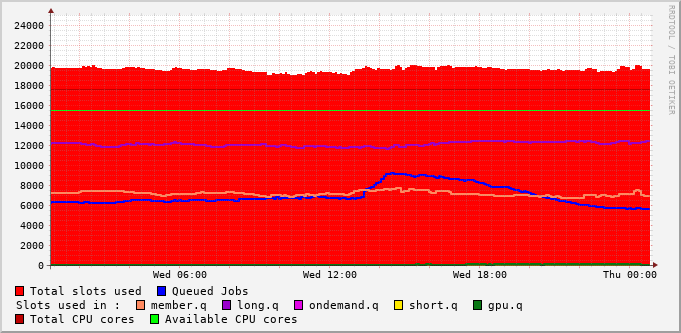 RRDTOOL / TOBI OETIKER
24000
22000
20000
18000
16000
14000
12000
10000
8000
6000
4000
2000
0
Wed 06:00 Wed 12:00 Wed 18:00 Thu 00:00
Total slots used Queued Jobs
Slots used in : member.q long.q ondemand.q short.q gpu.q
Total CPU cores Available CPU cores